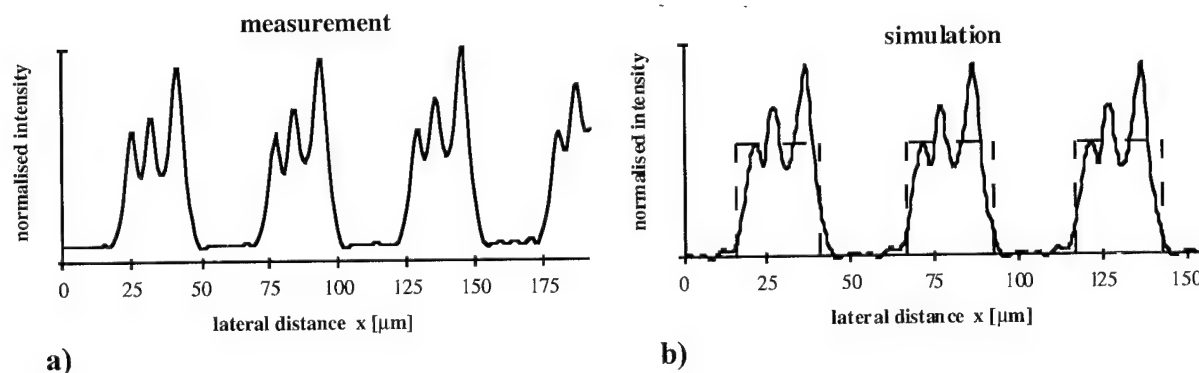 measurement
normalised intensity
0 25 50 75 100 125 150 175
lateral distance x [μm]
a)
simulation
normalised intensity
0 25 50 75 100 125 150
lateral distance x [μm]
b)